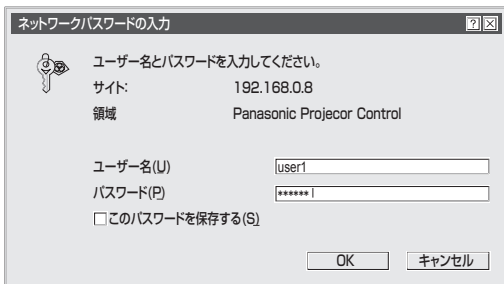 ネットワークパスワードの入力
ユーザー名とパスワードを入力してください。
サイト: 192.168.0.8
領域 Panasonic Projecor Control
ユーザー名(U) user1
パスワード(P) ******
このパスワードを保存する(S)
OK キャンセル